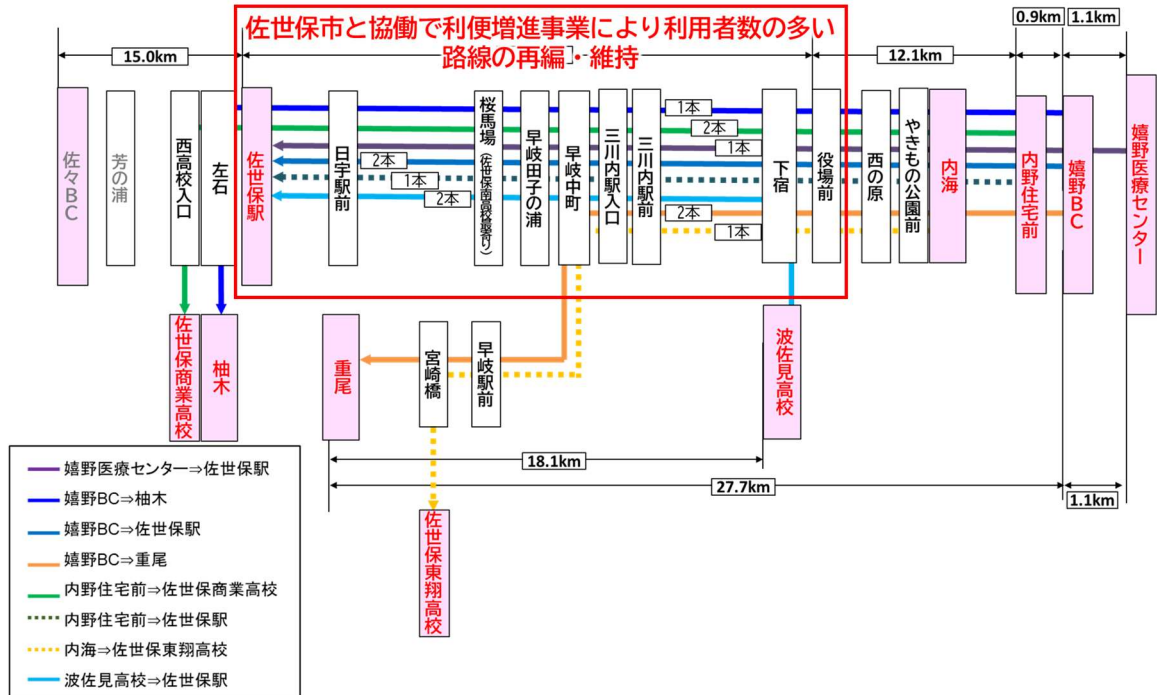 佐世保市と協働で利便増進事業により利用者数の多い
路線の再編・維持
15.0km
12.1km
0.9km
1.1km
佐々BC
芳の浦
西高校入口
左石
佐世保駅
日宇駅前
桜馬場(佐世保南高校最寄り)
早岐田子の浦
早岐中町
三川内駅入口
三川内駅前
下宿
役場前
西の原
やきもの公園前
内海
内野住宅前
嬉野BC
嬉野医療センター
1本
2本
1本
2本
1本
2本
2本
1本
佐世保商業高校
柚木
重尾
宮崎橋
早岐駅前
波佐見高校
18.1km
27.7km
1.1km
佐世保東翔高校
嬉野医療センター⇒佐世保駅
嬉野BC⇒柚木
嬉野BC⇒佐世保駅
嬉野BC⇒重尾
内野住宅前⇒佐世保商業高校
内野住宅前⇒佐世保駅
内海⇒佐世保東翔高校
波佐見高校⇒佐世保駅